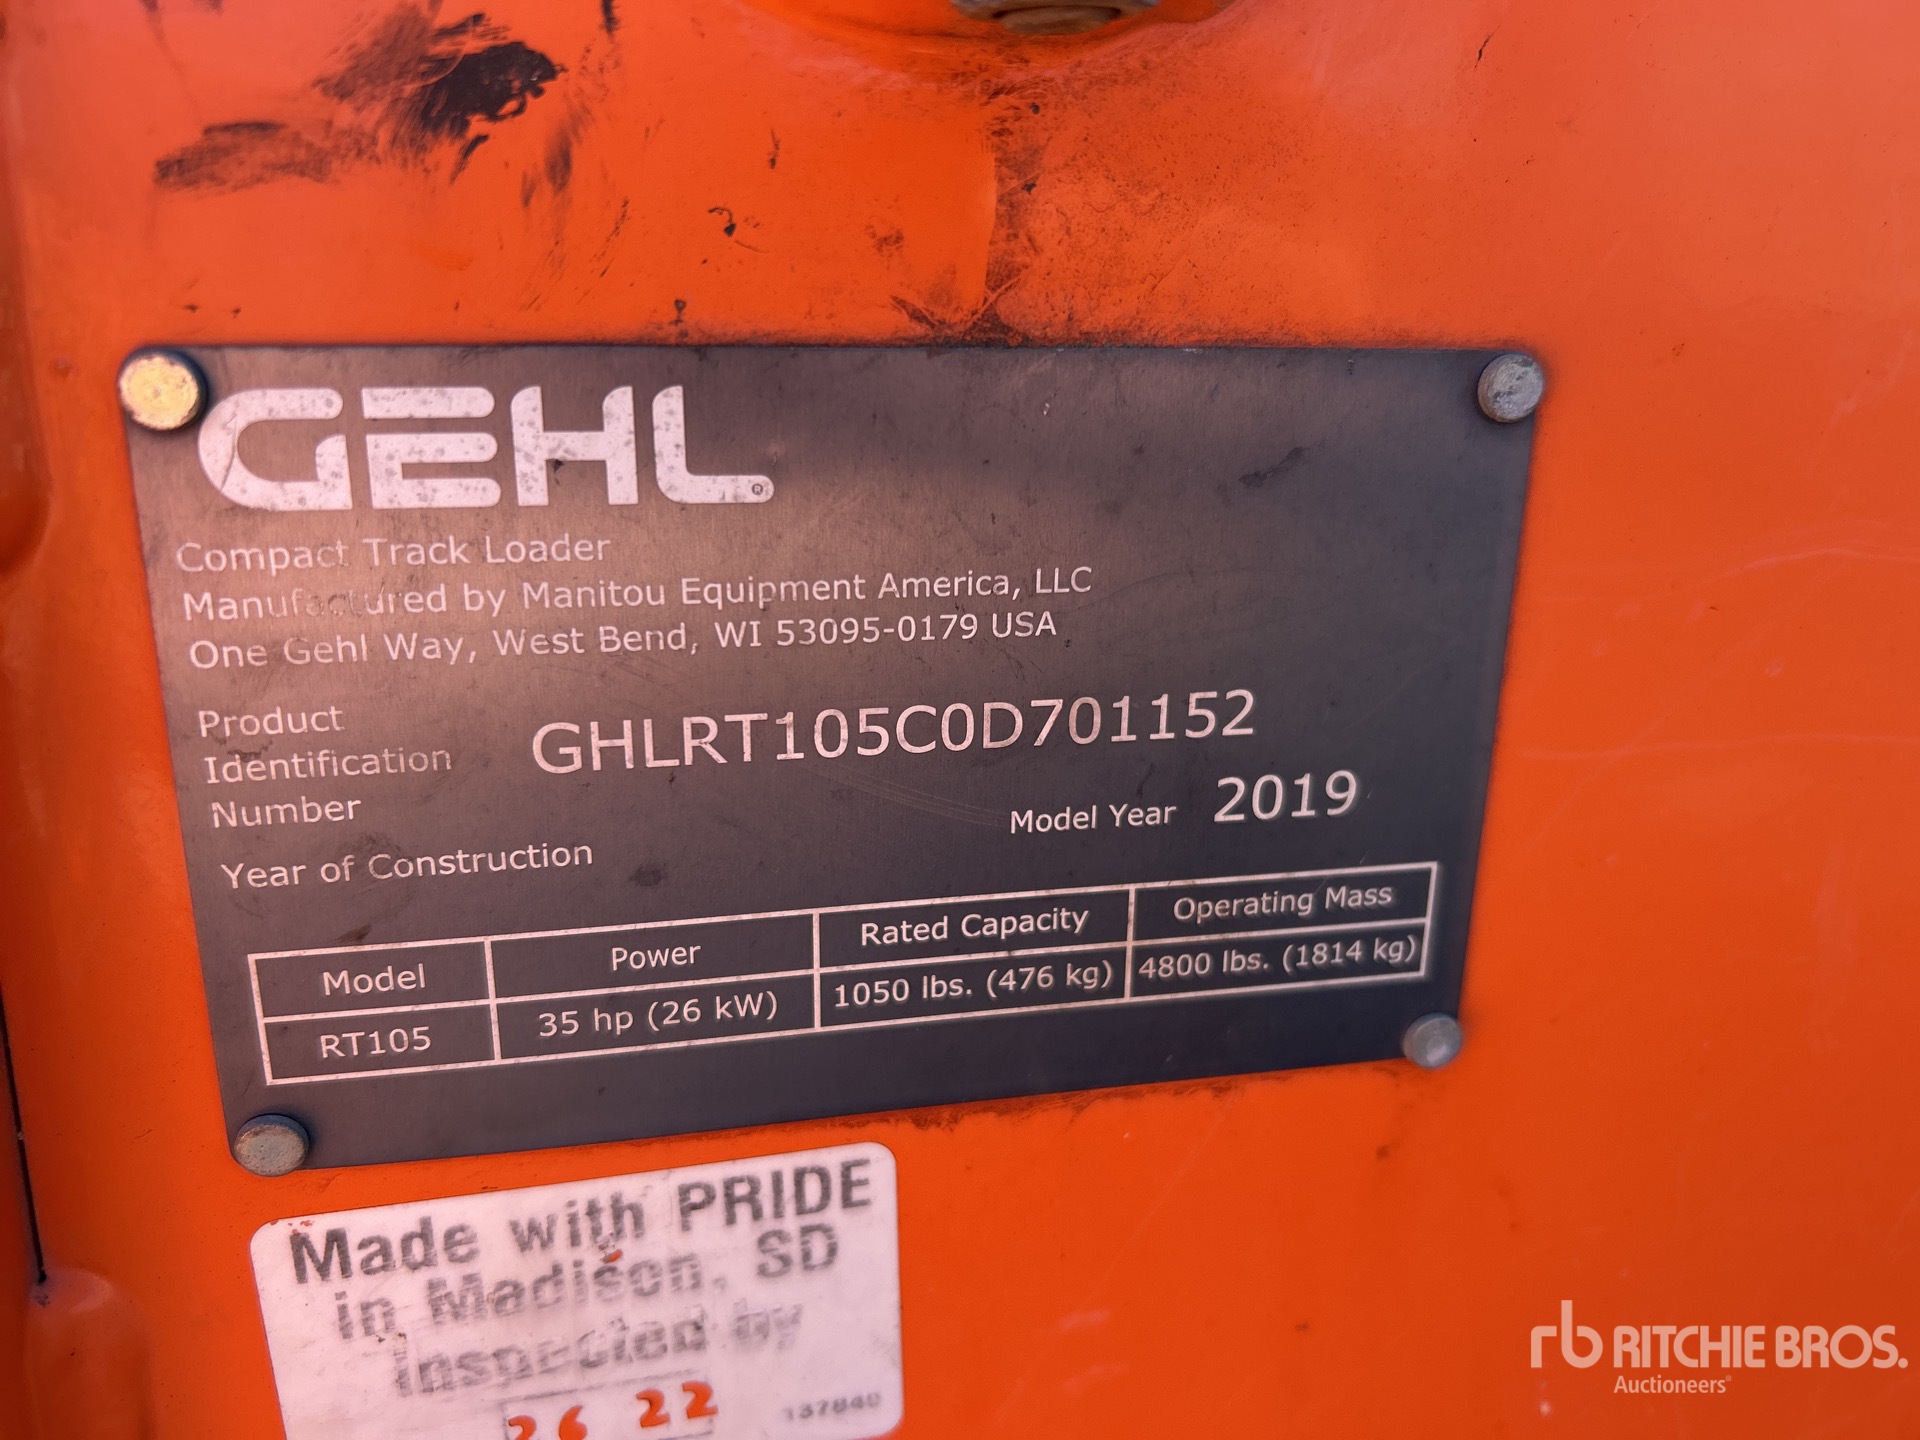 GEHL®
Compact Track Loader
Manufactured by Manitou Equipment America, LLC
One Gehl Way, West Bend, WI 53095-0179 USA
Product
Identification
Number
GHLRT105C0D701152
Model Year 2019
Year of Construction
Model Power Rated Capacity Operating Mass
RT105 35 hp (26 kW) 1050 lbs. (476 kg) 4800 lbs. (1814 kg)
Made with PRIDE
in Madison, SD
Inspected by
26 22 137840
rb RITCHIE BROS.
Auctioneers®